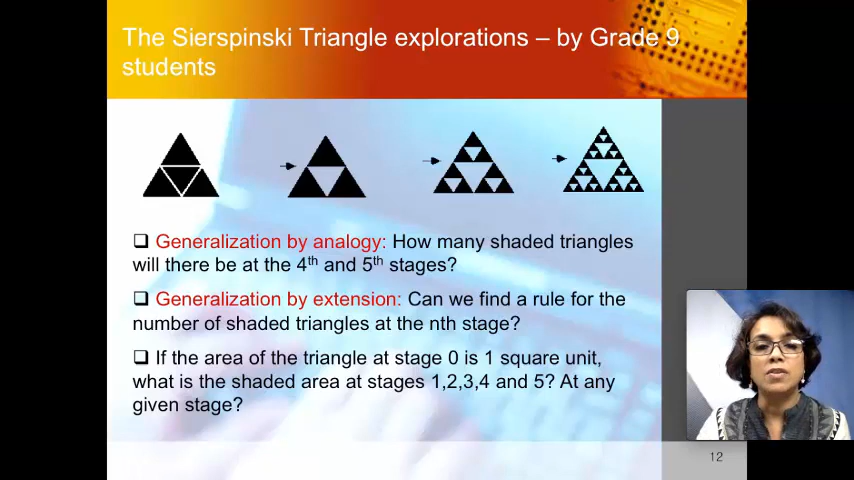 The Sierspinski Triangle explorations – by Grade 9
students
❑ Generalization by analogy: How many shaded triangles
will there be at the 4th and 5th stages?
❑ Generalization by extension: Can we find a rule for the
number of shaded triangles at the nth stage?
❑ If the area of the triangle at stage 0 is 1 square unit,
what is the shaded area at stages 1,2,3,4 and 5? At any
given stage?
12